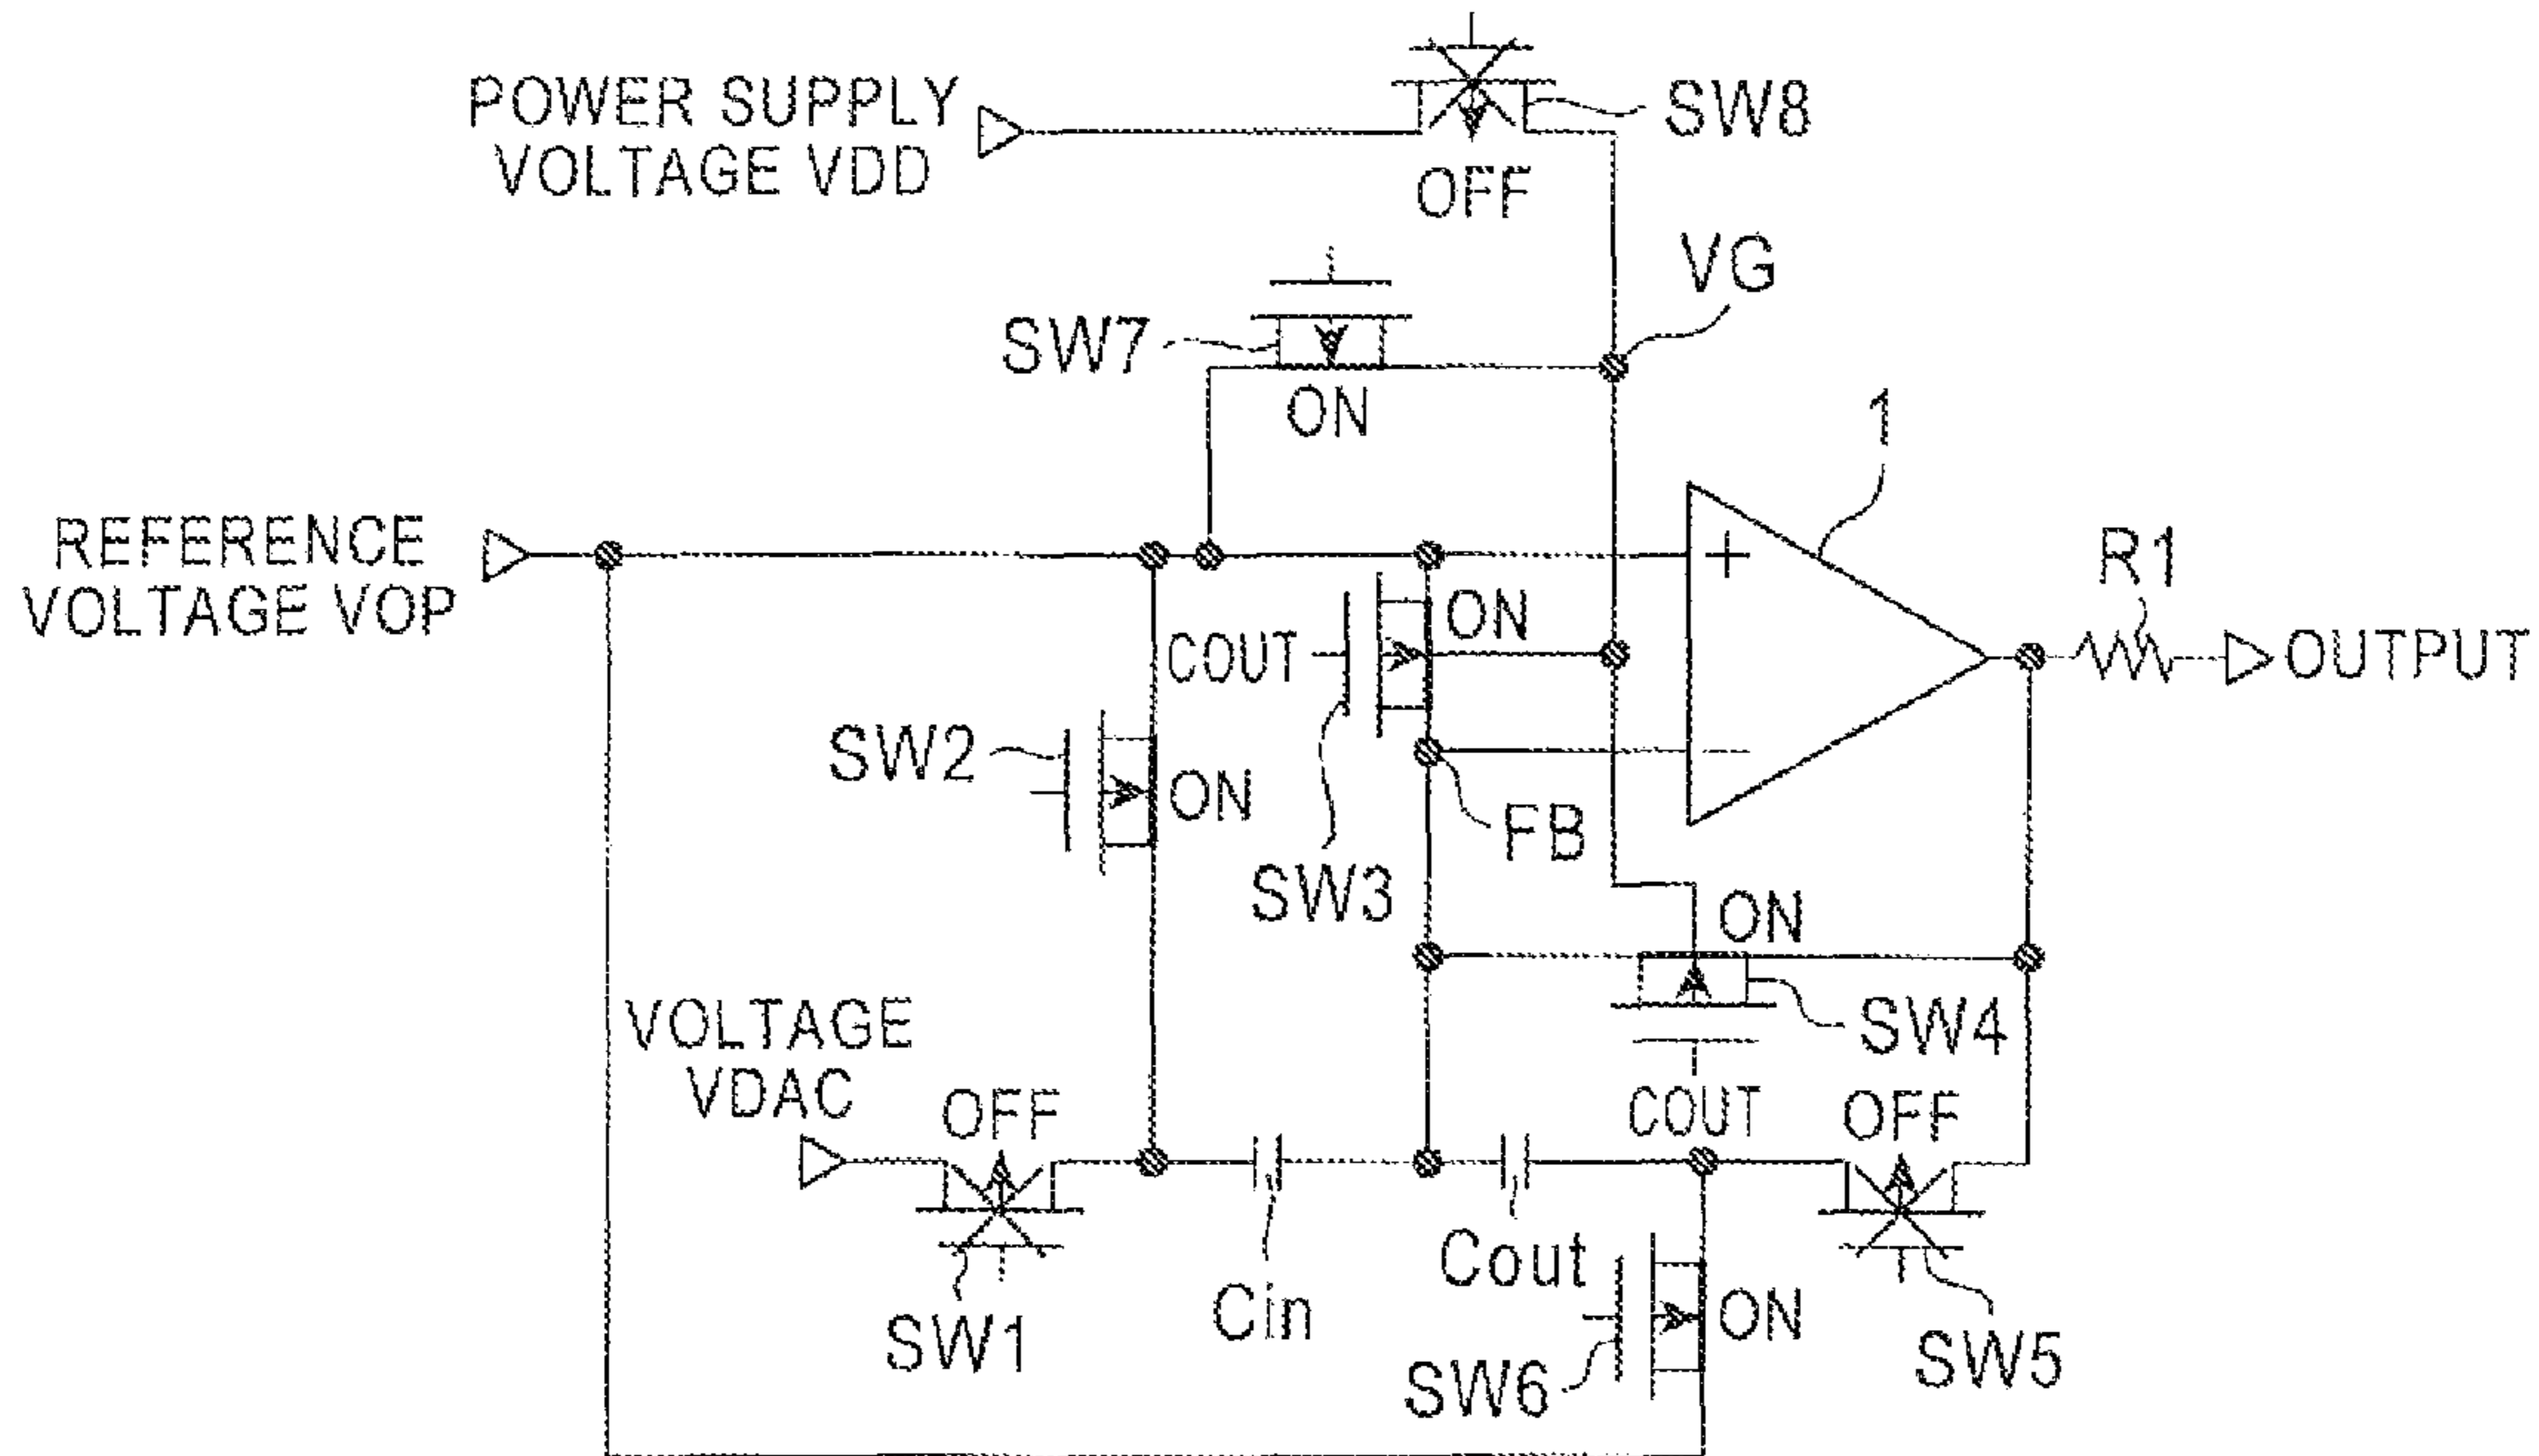 POWER SUPPLY
VOLTAGE VDD
SW8
OFF
VG
SW7
ON
1
REFERENCE
VOLTAGE VOP
+
ON
COUT
R1
OUTPUT
SW2
ON
−
FB
SW3
ON
SW4
VOLTAGE
VDAC
OFF
COUT
OFF
Cout
Cin
SW1
ON
SW6
SW5